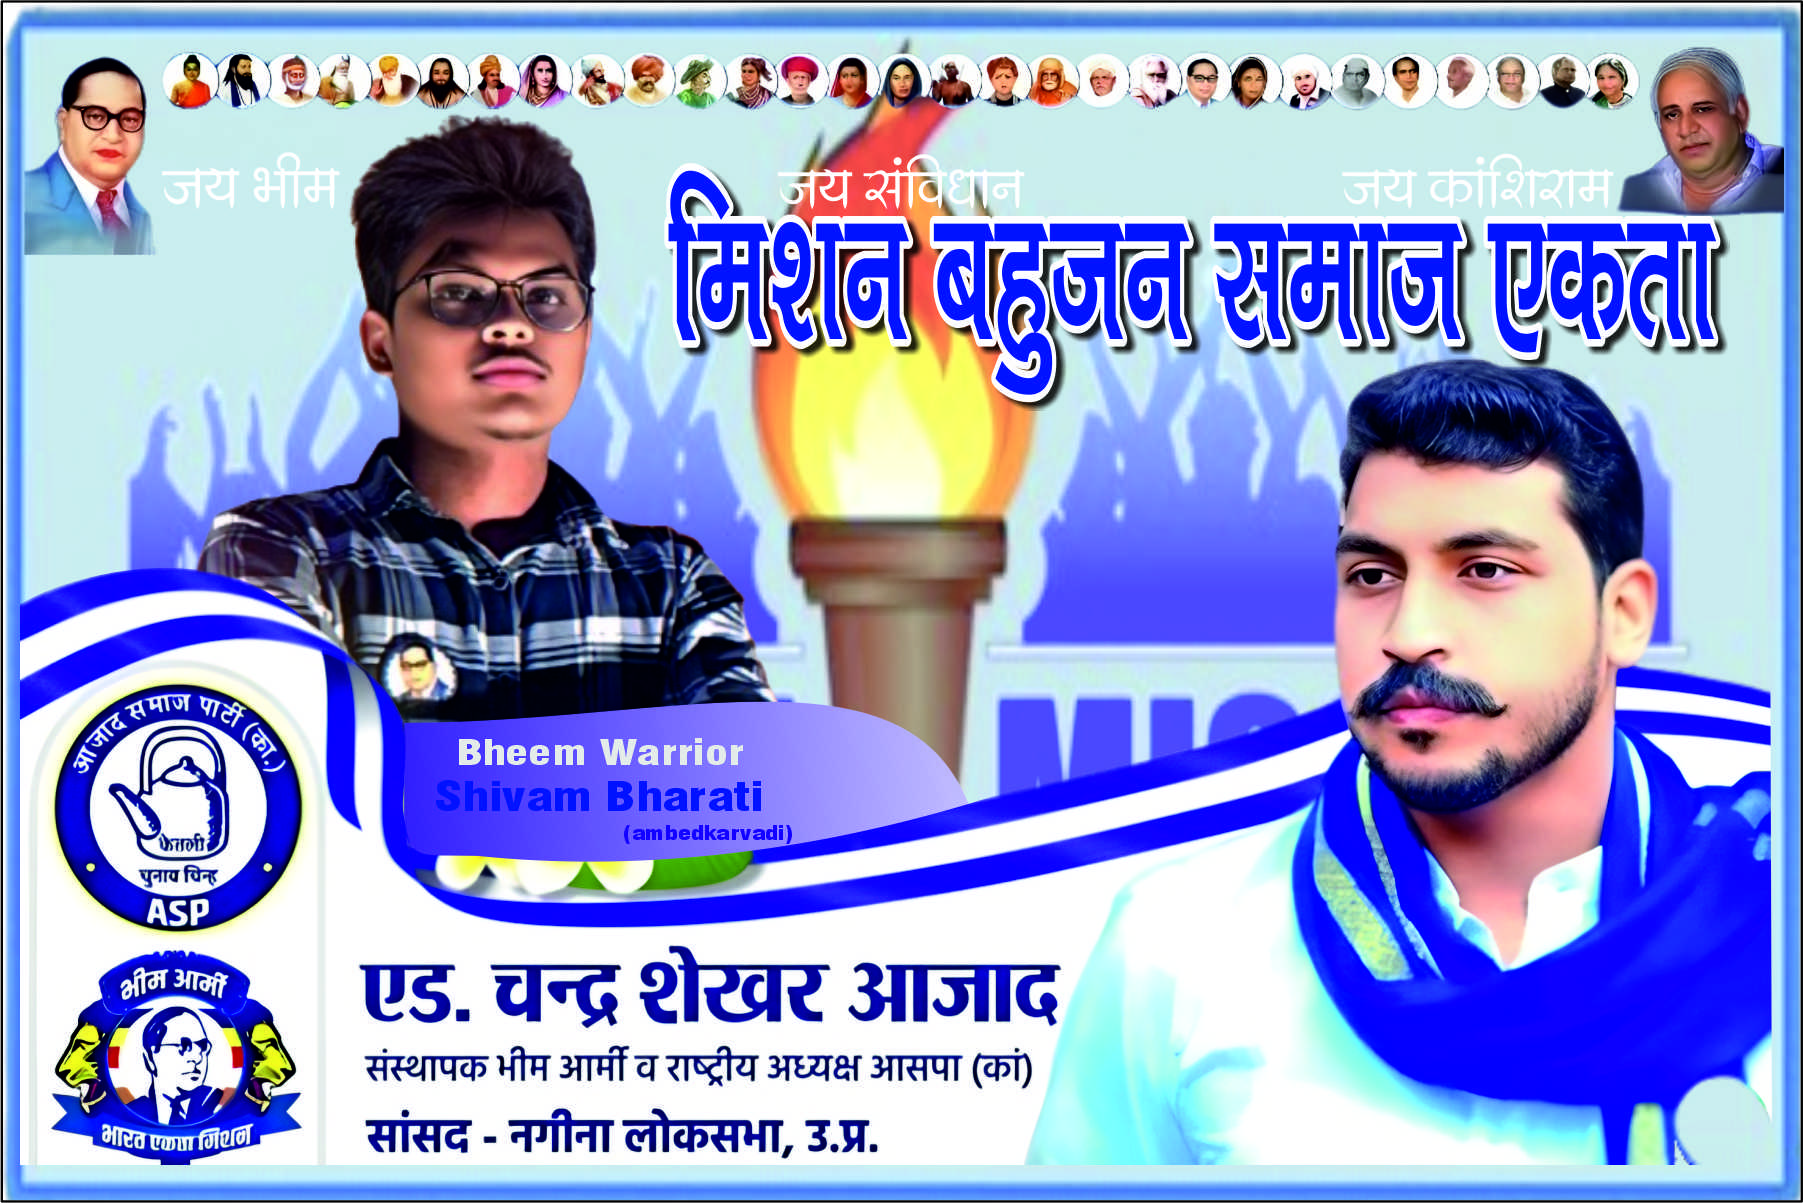 जय भीम
जय संविधान
जय कांशिराम
मिशन बहुजन समाज एकता
Bheem Warrior
Shivam Bharati
(ambedkarvadi)
आजाद समाज पार्टी (का.)
केतली
चुनाव चिन्ह
ASP
भीम आर्मी
भारत एकता मिशन
एड. चन्द्र शेखर आजाद
संस्थापक भीम आर्मी व राष्ट्रीय अध्यक्ष आसपा (कां)
सांसद - नगीना लोकसभा, उ.प्र.